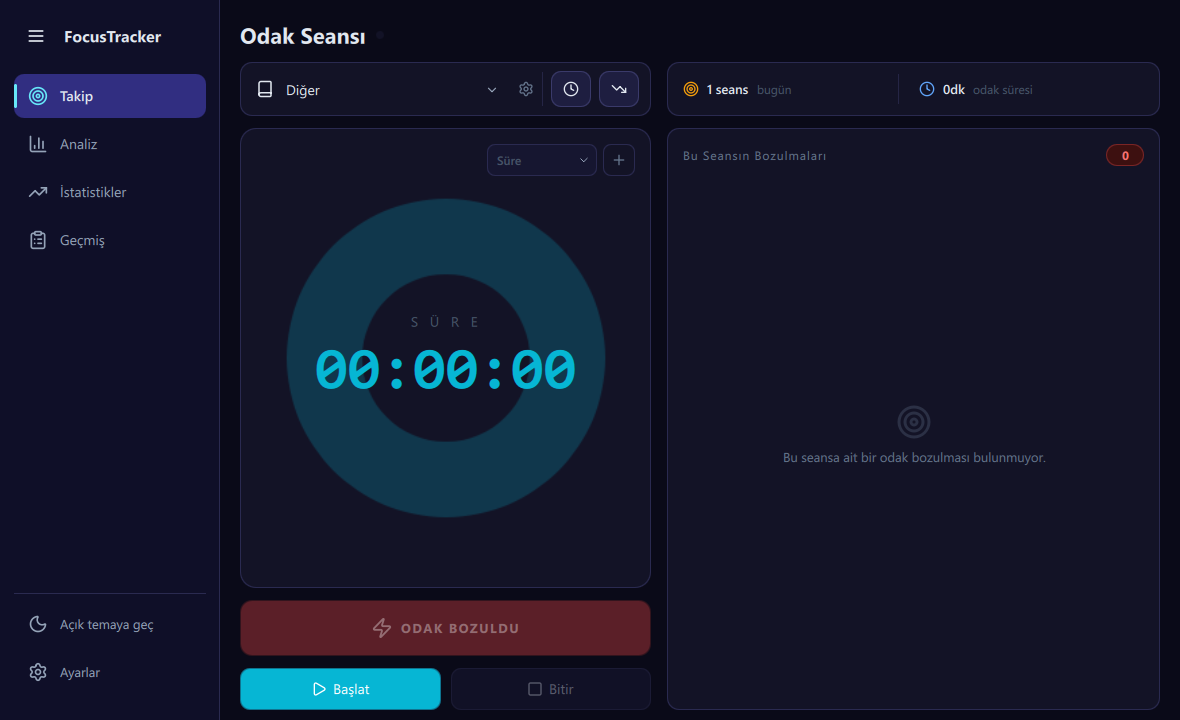 FocusTracker
Takip
Analiz
İstatistikler
Geçmiş
Açık temaya geç
Ayarlar
Odak Seansı
Diğer
1 seans bugün
0dk odak süresi
Süre
SÜRE
00:00:00
ODAK BOZULDU
Başlat
Bitir
Bu Seansın Bozulmaları
0
Bu seansa ait bir odak bozulması bulunmuyor.